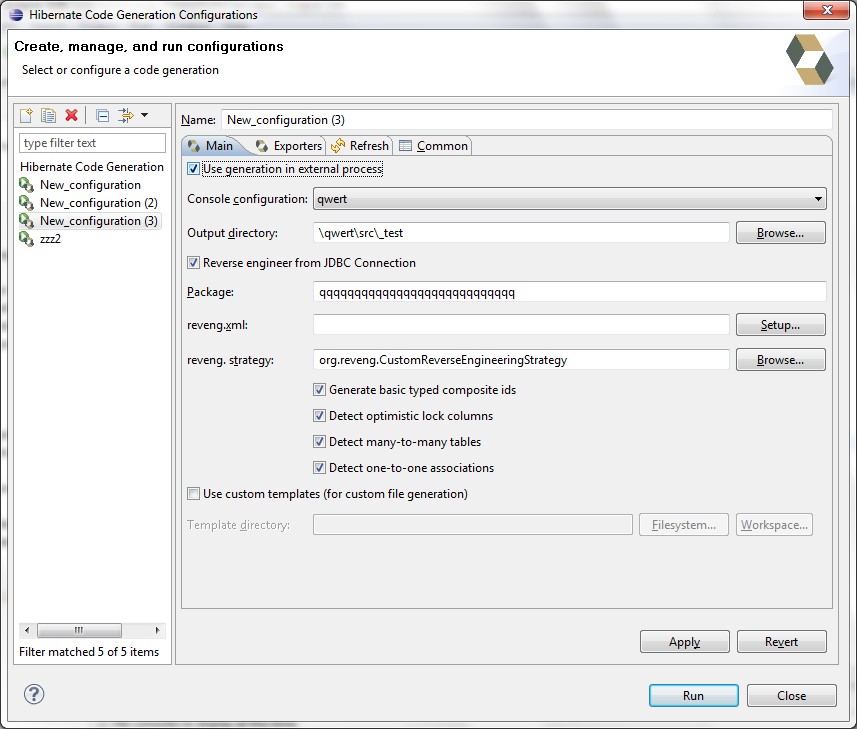 Hibernate Code Generation Configurations
Create, manage, and run configurations
Select or configure a code generation
type filter text
Hibernate Code Generation
New_configuration
New_configuration (2)
New_configuration (3)
zzz2
Filter matched 5 of 5 items
Name: New_configuration (3)
Main Exporters Refresh Common
Use generation in external process
Console configuration: qwert
Output directory: \qwert\src\_test Browse...
Reverse engineer from JDBC Connection
Package: qqqqqqqqqqqqqqqqqqqqqqqqqqqq
reveng.xml: Setup...
reveng. strategy: org.reveng.CustomReverseEngineeringStrategy Browse...
Generate basic typed composite ids
Detect optimistic lock columns
Detect many-to-many tables
Detect one-to-one associations
Use custom templates (for custom file generation)
Template directory: Filesystem... Workspace...
Apply Revert
Run Close